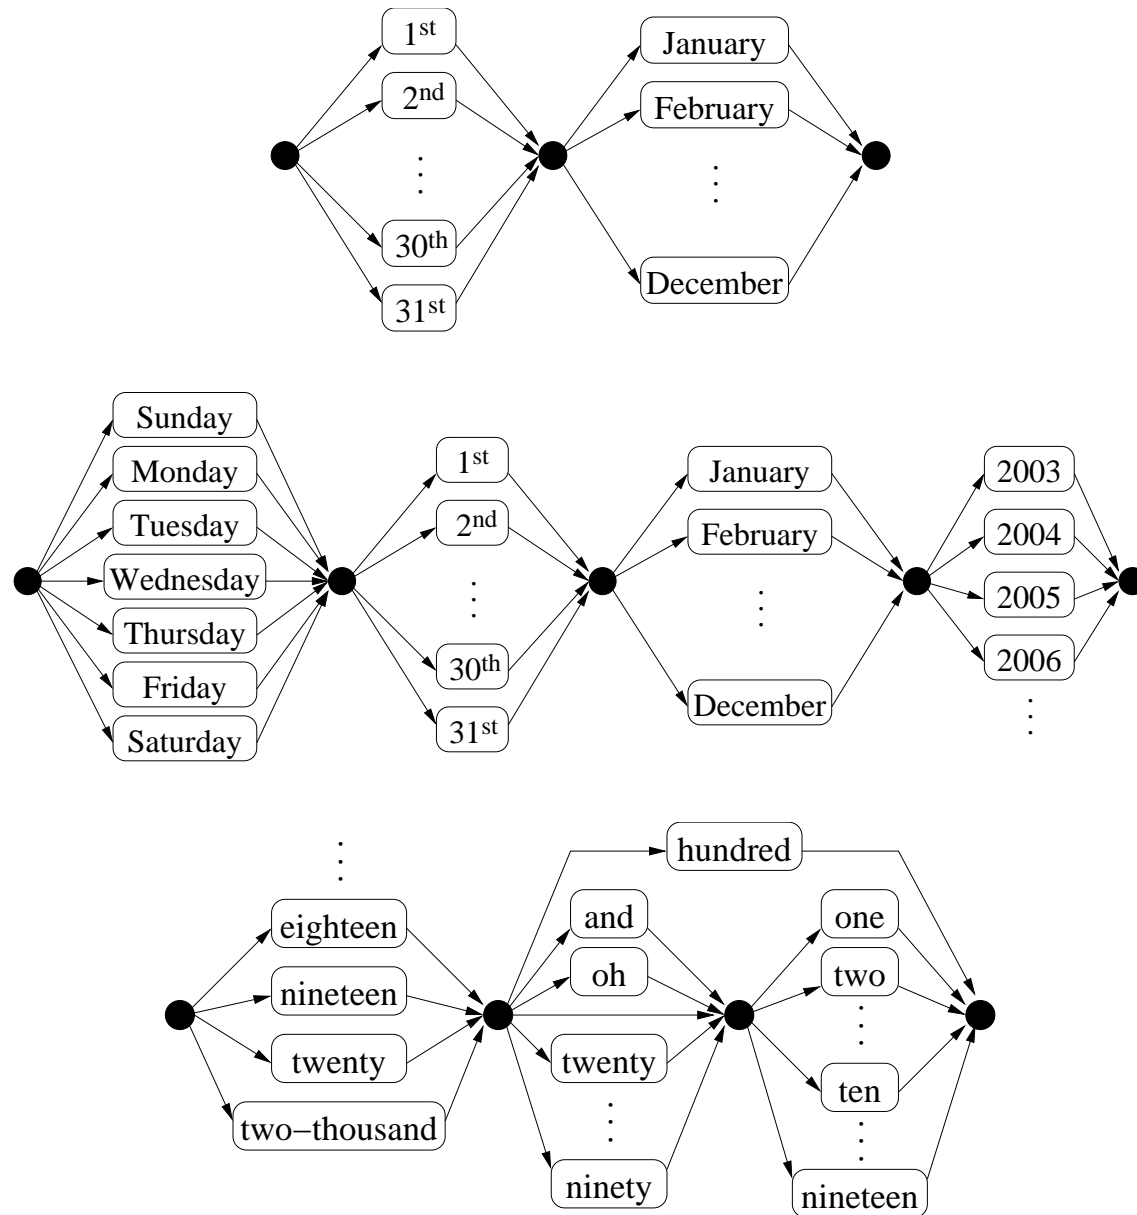 1st
January
2nd
February
30th
December
31st
Sunday
Monday
Tuesday
Wednesday
Thursday
Friday
Saturday
1st
2nd
30th
31st
January
February
December
2003
2004
2005
2006
hundred
eighteen
nineteen
twenty
two-thousand
and
oh
twenty
ninety
one
two
ten
nineteen